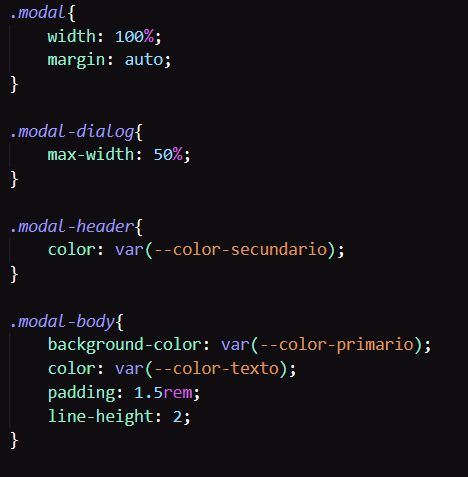 .modal{
    width: 100%;
    margin: auto;
}

.modal-dialog{
    max-width: 50%;
}

.modal-header{
    color: var(--color-secundario);
}

.modal-body{
    background-color: var(--color-primario);
    color: var(--color-texto);
    padding: 1.5rem;
    line-height: 2;
}